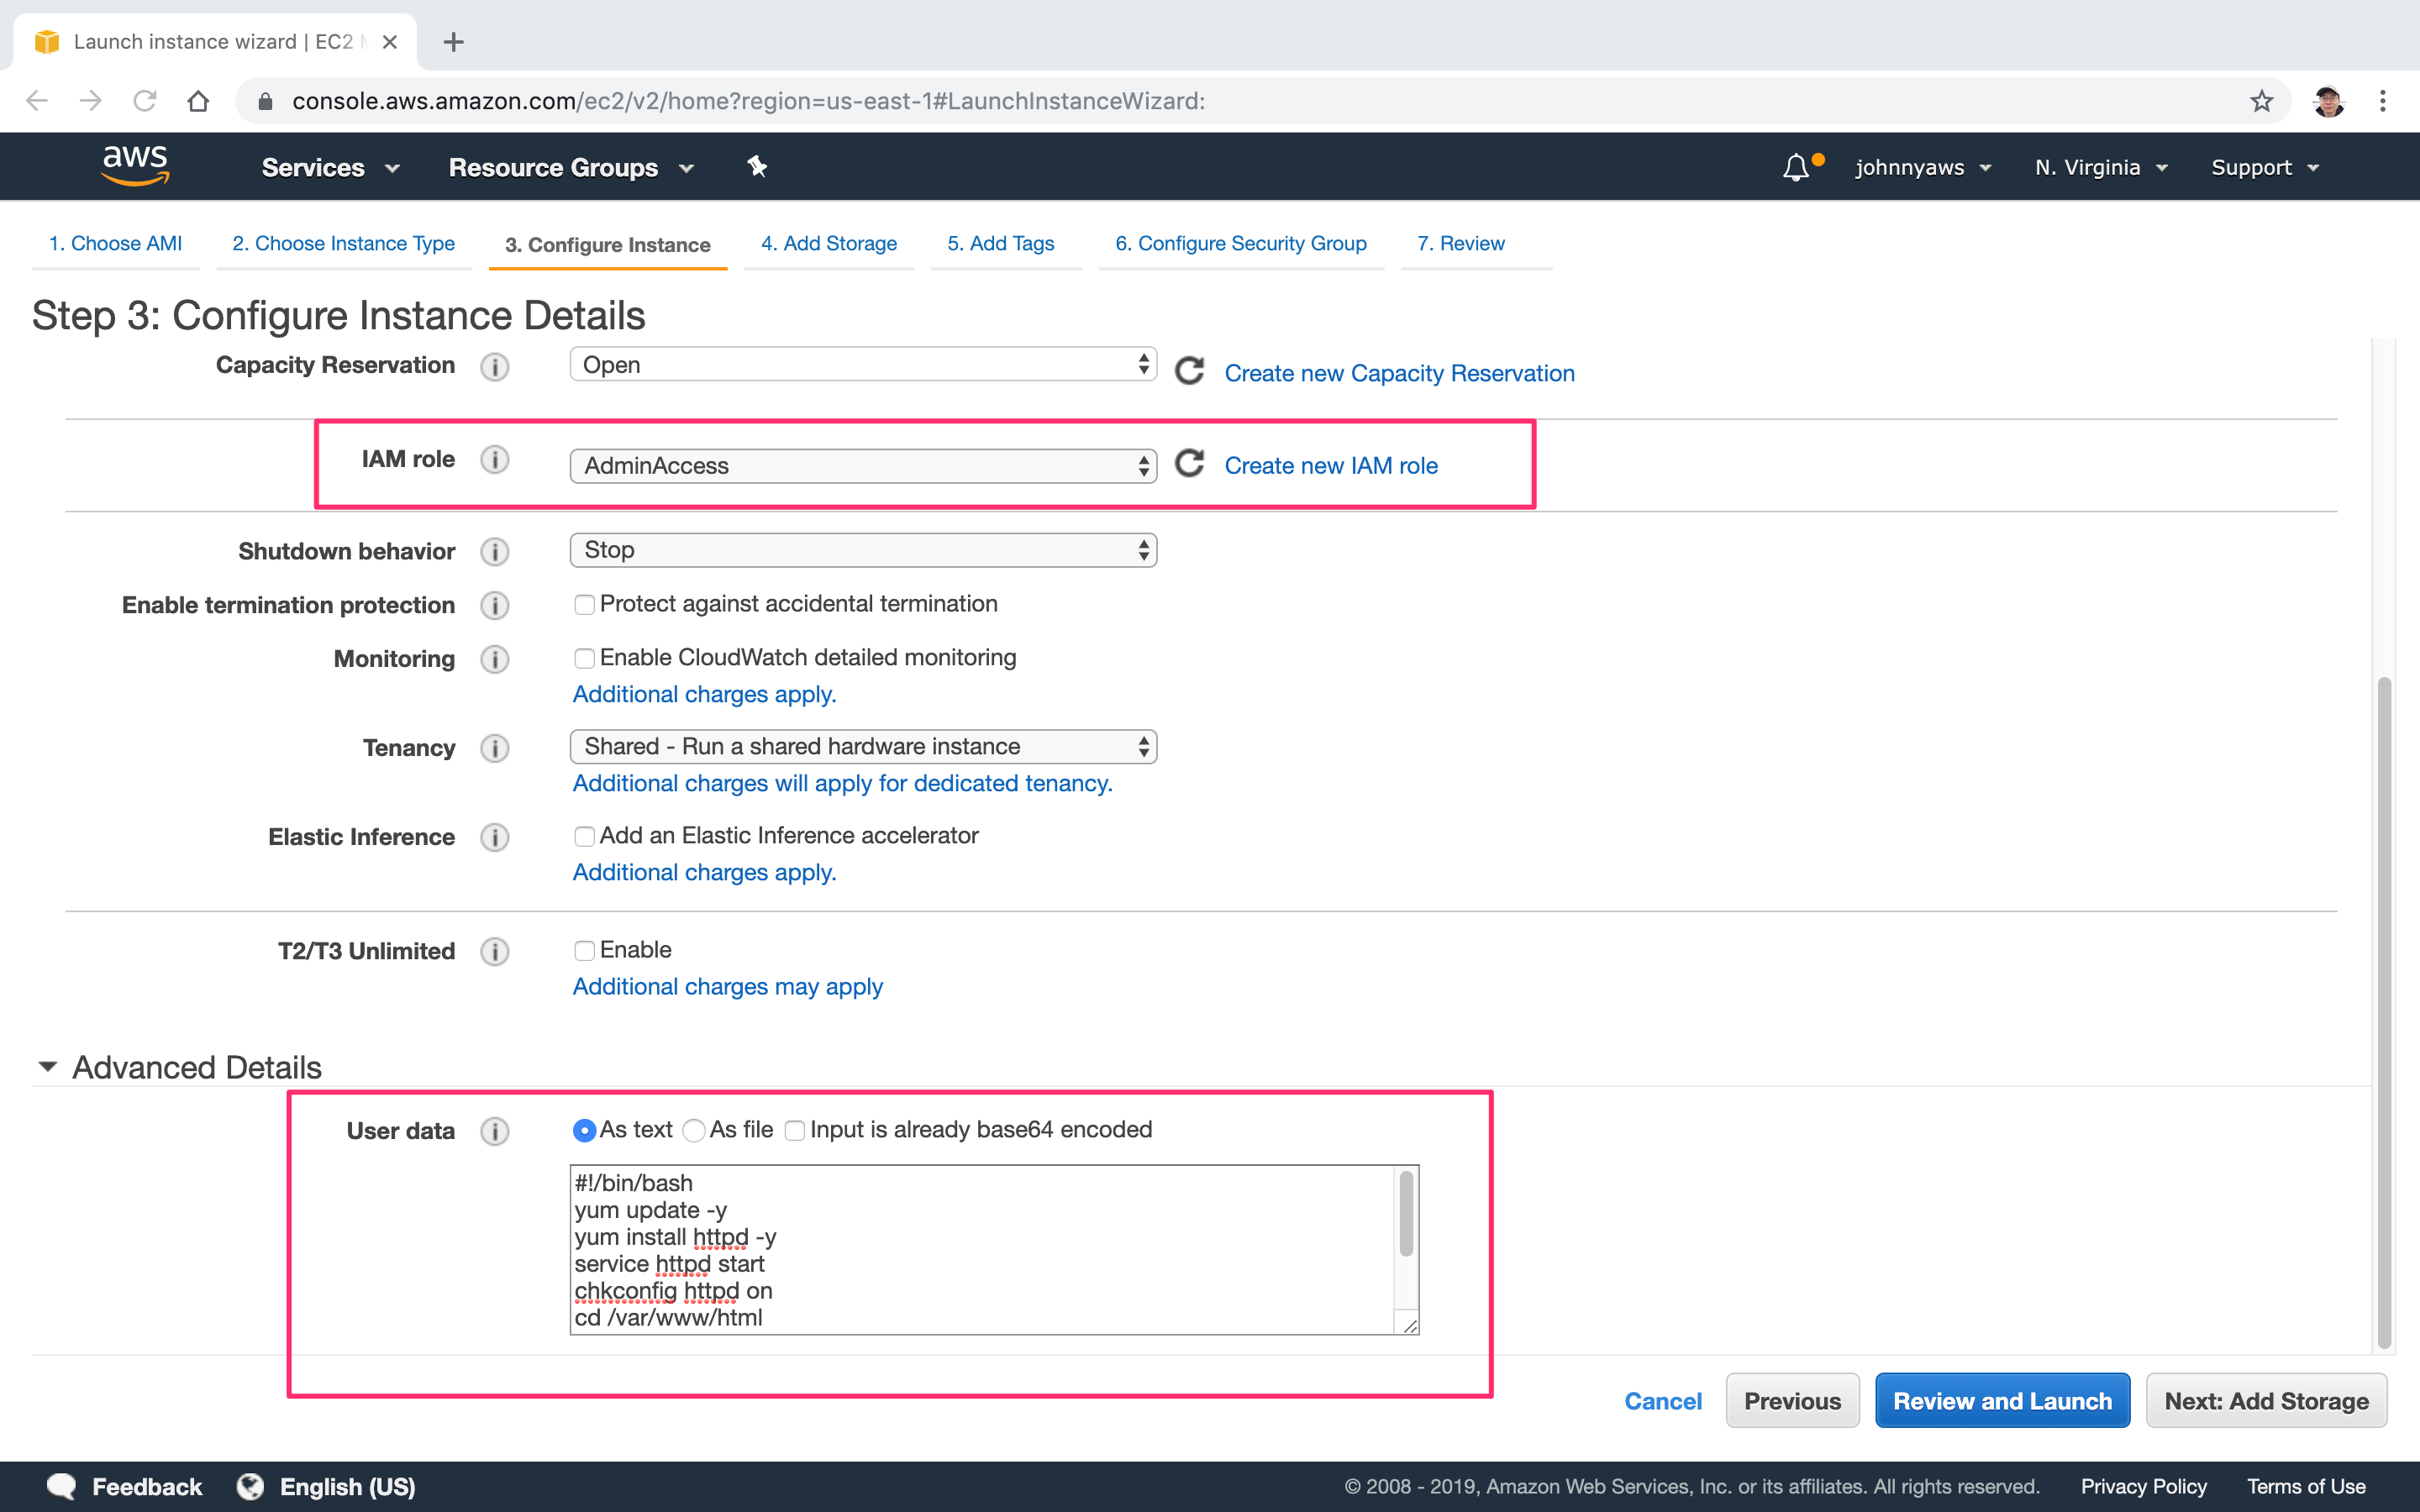 Launch instance wizard | EC2
console.aws.amazon.com/ec2/v2/home?region=us-east-1#LaunchInstanceWizard:
aws Services Resource Groups johnnyaws N. Virginia Support
1. Choose AMI 2. Choose Instance Type 3. Configure Instance 4. Add Storage 5. Add Tags 6. Configure Security Group 7. Review
Step 3: Configure Instance Details
Capacity Reservation i Open Create new Capacity Reservation
IAM role i AdminAccess Create new IAM role
Shutdown behavior i Stop
Enable termination protection i Protect against accidental termination
Monitoring i Enable CloudWatch detailed monitoring
Additional charges apply.
Tenancy i Shared - Run a shared hardware instance
Additional charges will apply for dedicated tenancy.
Elastic Inference i Add an Elastic Inference accelerator
Additional charges apply.
T2/T3 Unlimited i Enable
Additional charges may apply
Advanced Details
User data i As text As file Input is already base64 encoded
#!/bin/bash
yum update -y
yum install httpd -y
service httpd start
chkconfig httpd on
cd /var/www/html
Cancel Previous Review and Launch Next: Add Storage
Feedback English (US) © 2008 - 2019, Amazon Web Services, Inc. or its affiliates. All rights reserved. Privacy Policy Terms of Use